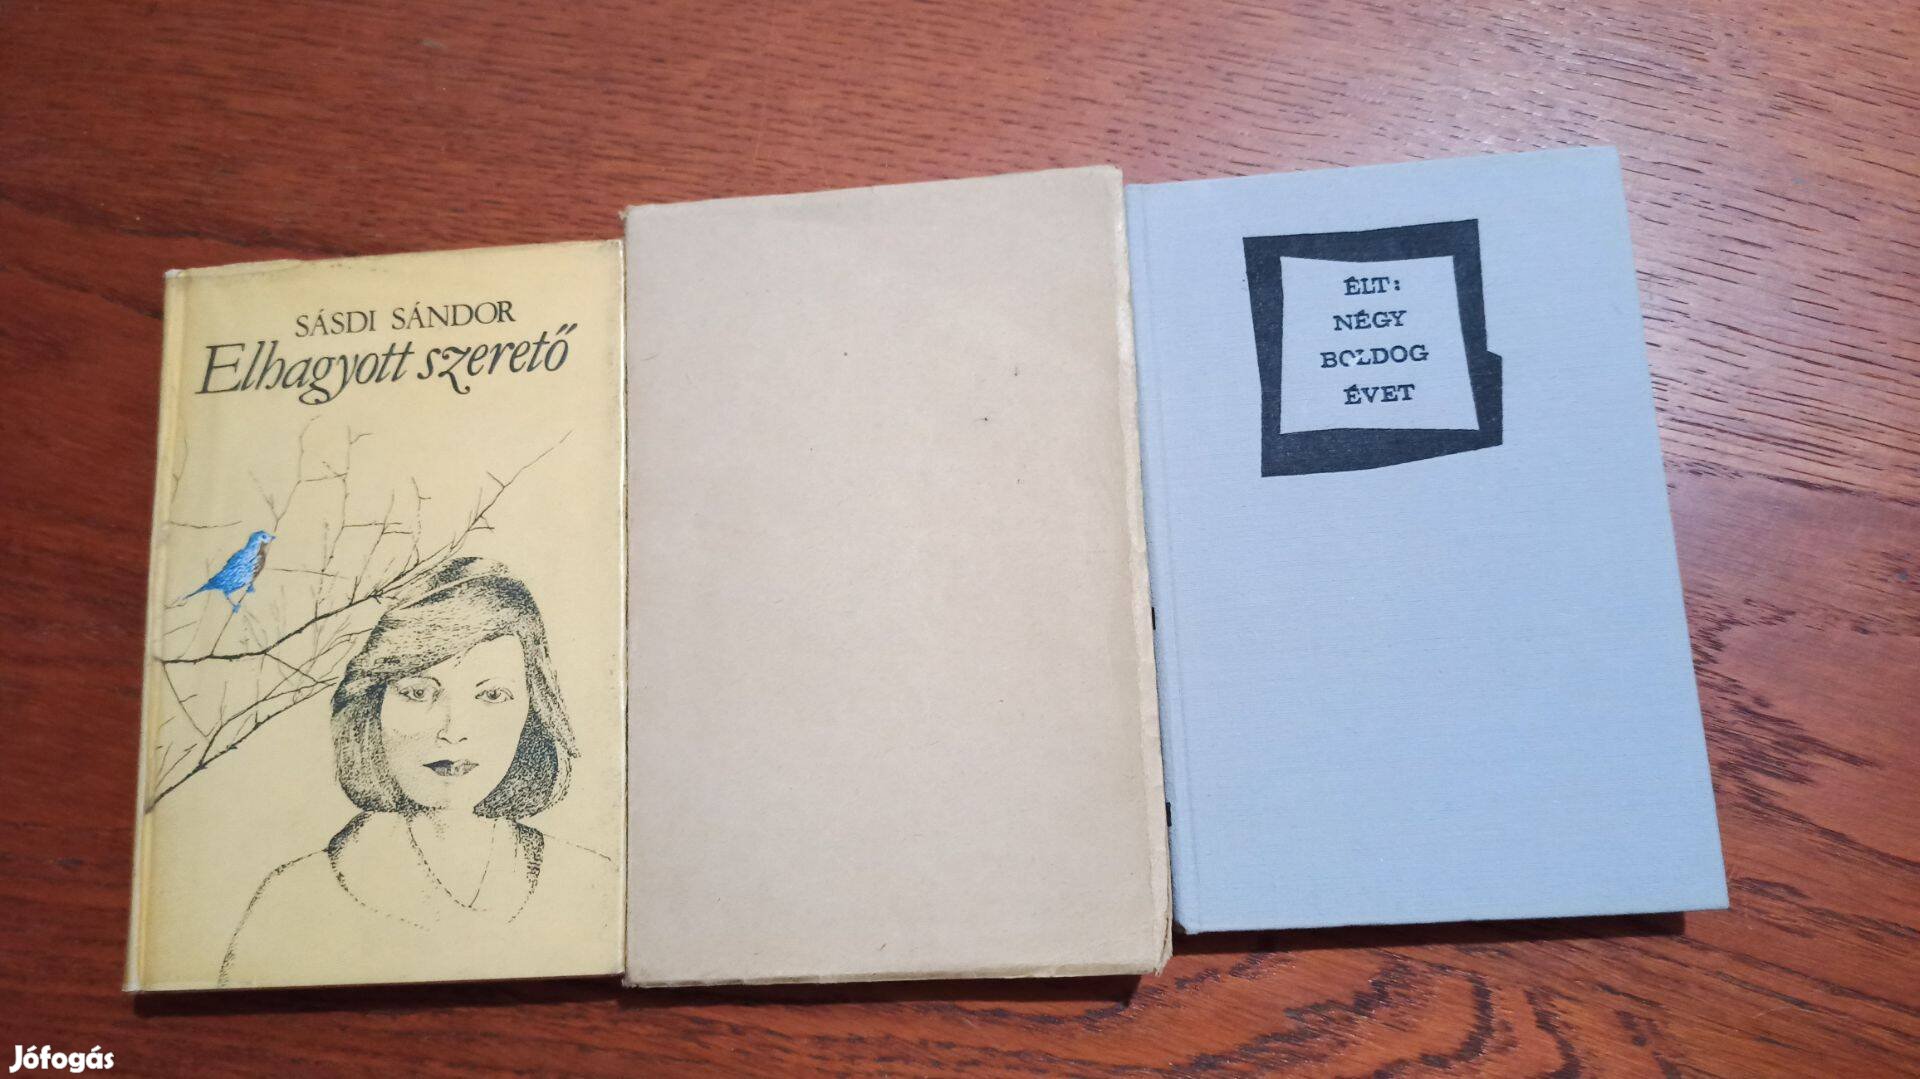 SÁSDI SÁNDOR
Elhagyott szerető
ÉLT:
NÉGY
BOLDOG
ÉVET
Jófogás